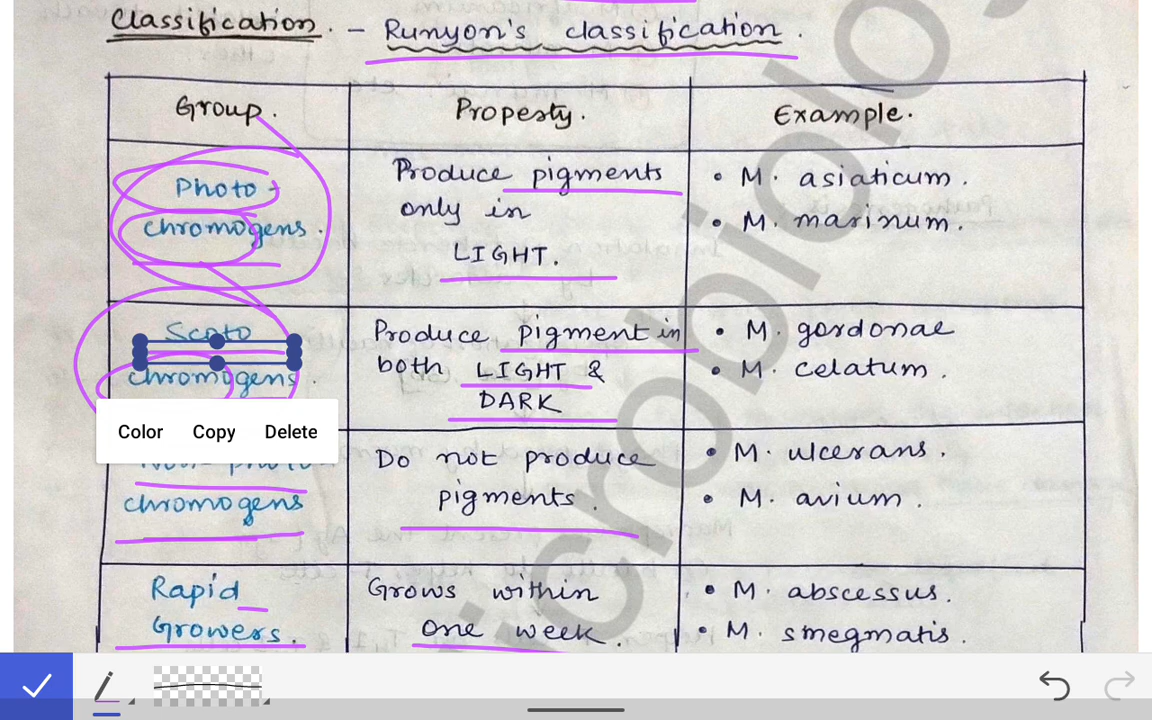 Classification. - Runyon's classification.
Group. Property. Example.
Photo-
chromogens.
Produce pigments
only in
LIGHT.
• M. asiaticum.
• M. marinum.
Scoto
chromogens.
Produce pigment in
both LIGHT &
DARK
• M. gordonae
• M. celatum.
Color Copy Delete
chromogens
Do not produce
pigments.
• M. ulcerans.
• M. avium.
Rapid
Growers.
Grows within
one week.
• M. abscessus.
• M. smegmatis.